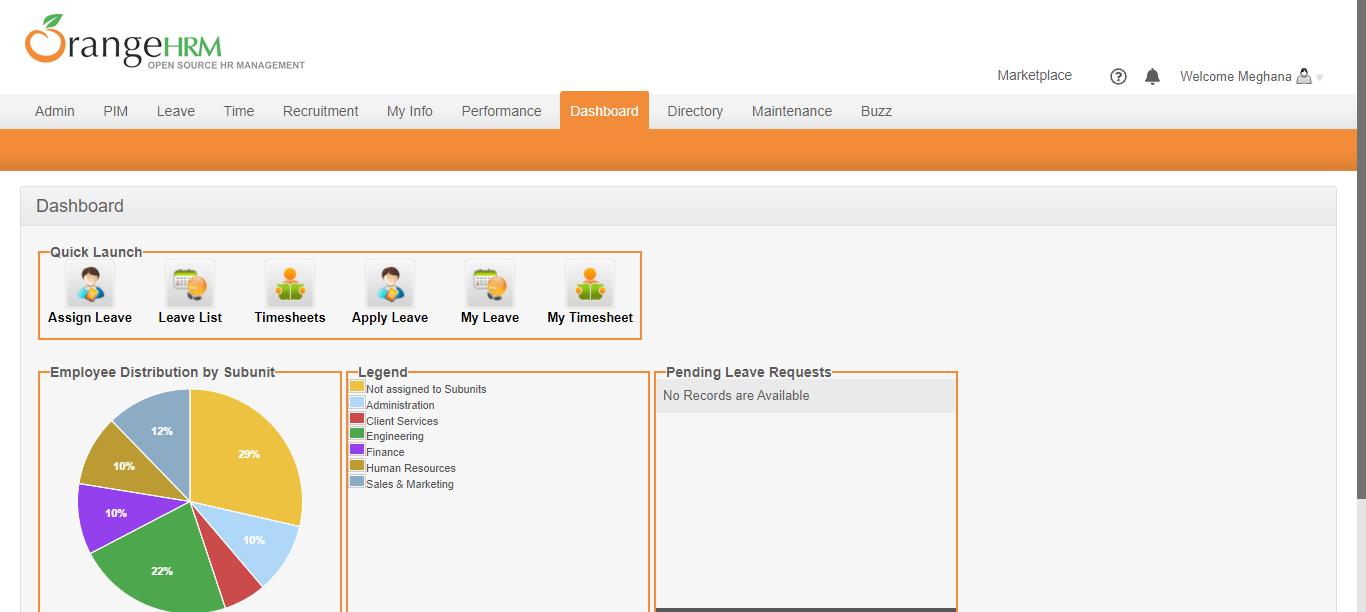 OrangeHRM
OPEN SOURCE HR MANAGEMENT
Marketplace
Welcome Meghana
Admin PIM Leave Time Recruitment My Info Performance Dashboard Directory Maintenance Buzz
Dashboard
Quick Launch
Assign Leave Leave List Timesheets Apply Leave My Leave My Timesheet
Employee Distribution by Subunit
12%
29%
10%
10%
10%
22%
Legend
Not assigned to Subunits
Administration
Client Services
Engineering
Finance
Human Resources
Sales & Marketing
Pending Leave Requests
No Records are Available